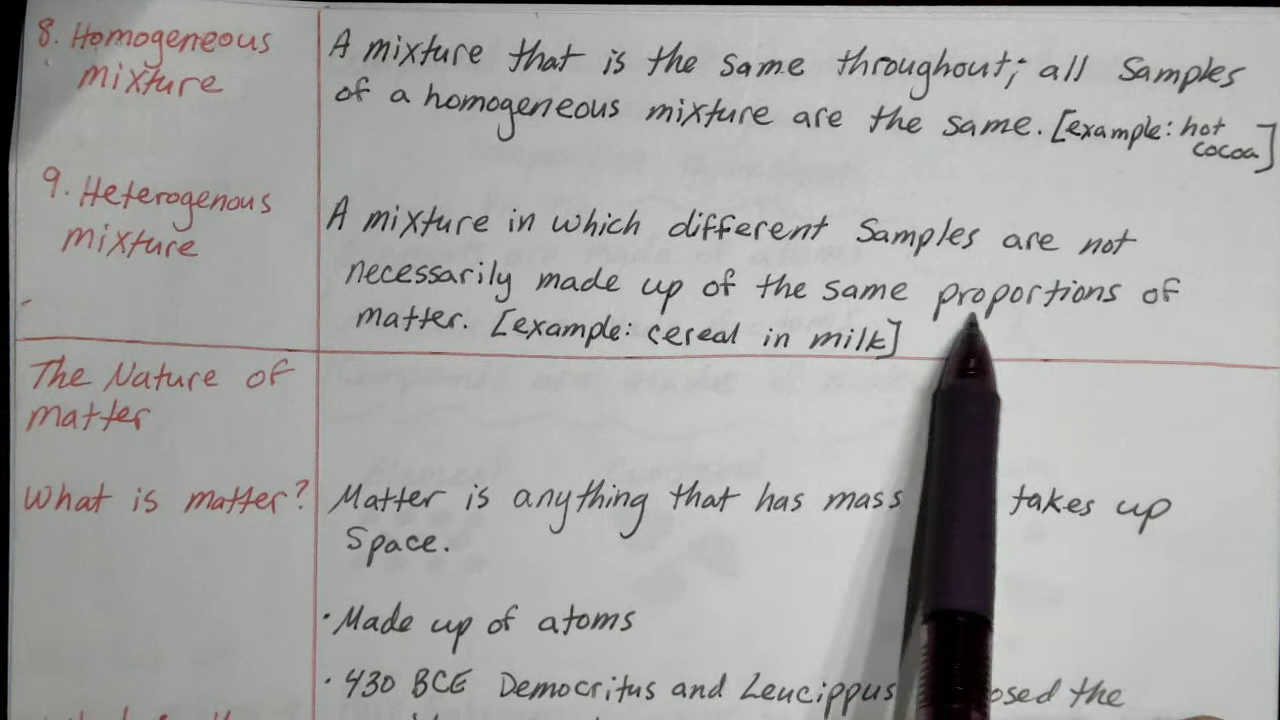 8. Homogeneous
mixture
A mixture that is the same throughout; all samples
of a homogeneous mixture are the same. [example: hot
cocoa]
9. Heterogenous
mixture
A mixture in which different samples are not
necessarily made up of the same proportions of
matter. [example: cereal in milk]
The Nature of
matter
What is matter?
Matter is anything that has mass takes up
space.
· Made up of atoms
· 430 BCE Democritus and Leucippus the